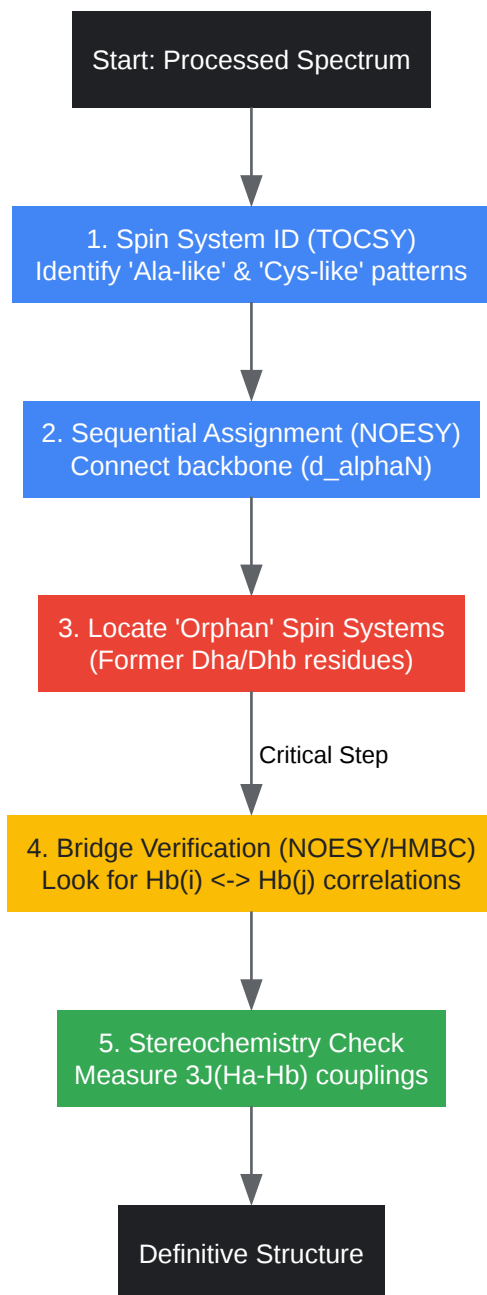 Start: Processed Spectrum
1. Spin System ID (TOCSY)
Identify 'Ala-like' & 'Cys-like' patterns
2. Sequential Assignment (NOESY)
Connect backbone (d_alphaN)
3. Locate 'Orphan' Spin Systems
(Former Dha/Dhb residues)
Critical Step
4. Bridge Verification (NOESY/HMBC)
Look for Hb(i) <-> Hb(j) correlations
5. Stereochemistry Check
Measure 3J(Ha-Hb) couplings
Definitive Structure